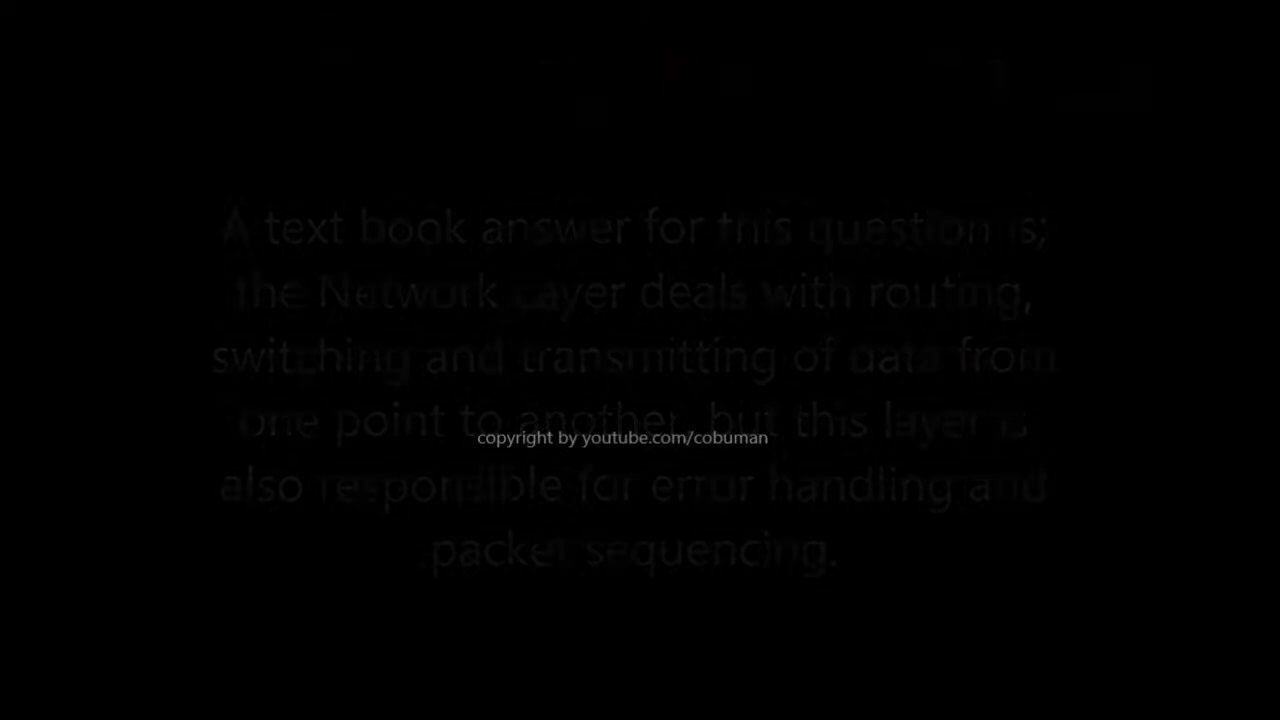 A text book answer for this question is;
the Network Layer deals with routing,
switching and transmitting of data from
one point to another, but this layer is
copyright by youtube.com/cobuman
also responsible for error handling and
packet sequencing.